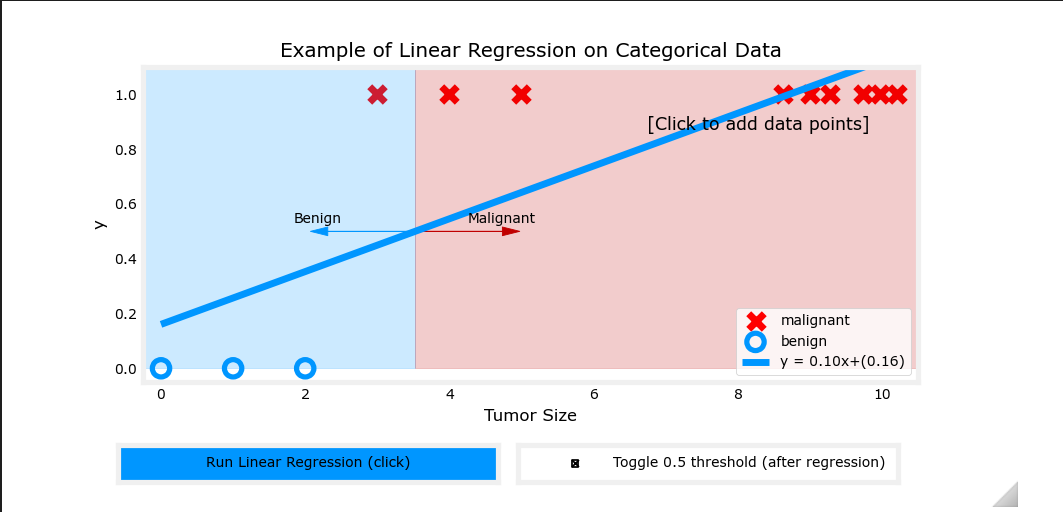 Example of Linear Regression on Categorical Data
1.0
0.8
0.6
0.4
0.2
0.0
y
[Click to add data points]
Benign
Malignant
malignant
benign
y = 0.10x+(0.16)
0 2 4 6 8 10
Tumor Size
Run Linear Regression (click)
Toggle 0.5 threshold (after regression)